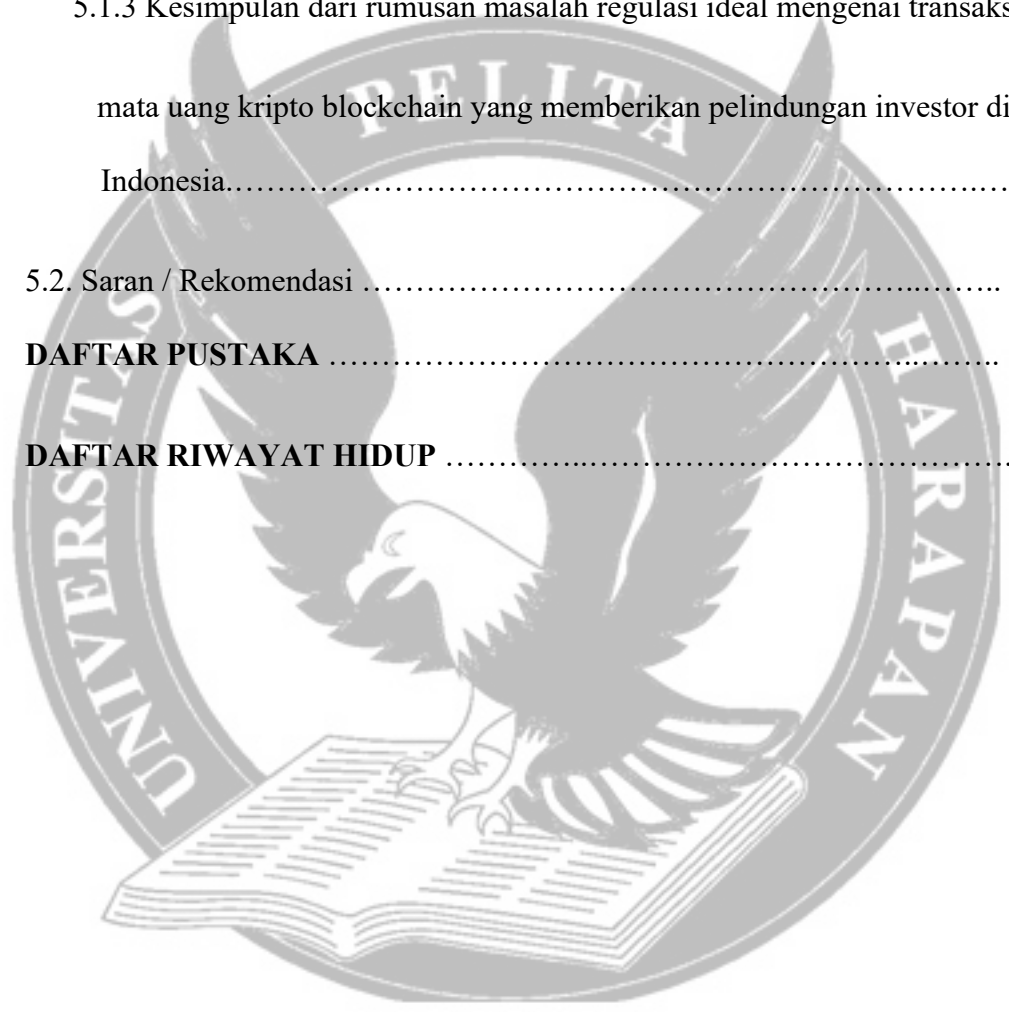 5.1.3 Kesimpulan dari rumusan masalah regulasi ideal mengenai transaks
mata uang kripto blockchain yang memberikan pelindungan investor di
Indonesia.……………………………………………………………….…
5.2. Saran / Rekomendasi ……………………………………………..……..
DAFTAR PUSTAKA ………………………………………………..……..
DAFTAR RIWAYAT HIDUP …………..………………………………….
UNIVERSITAS PELITA HARAPAN